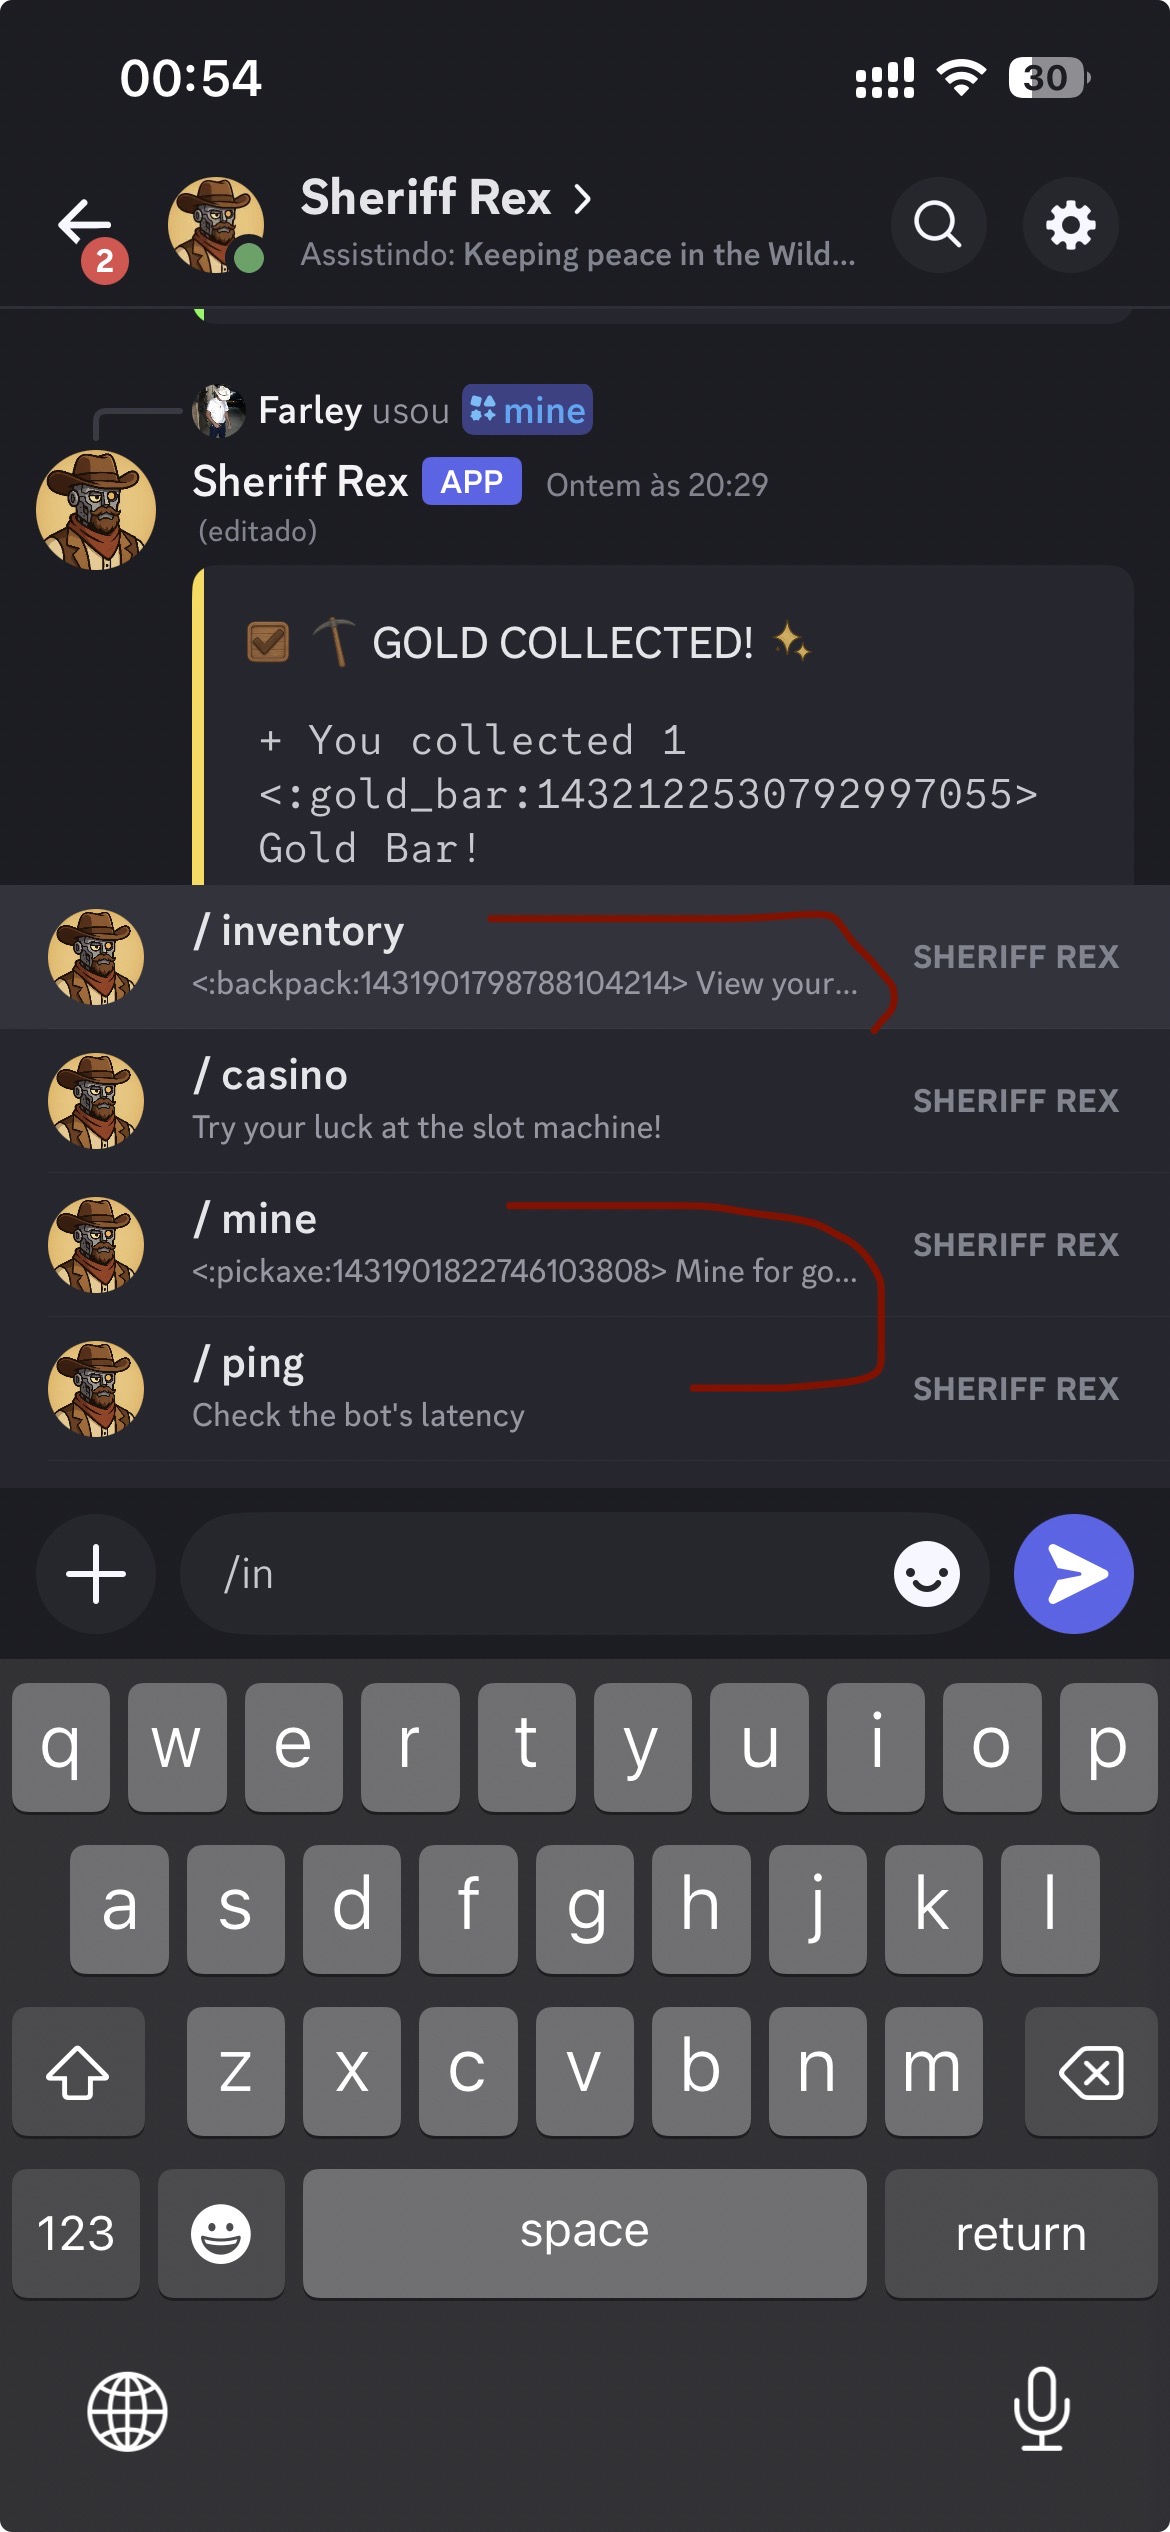 00:54
30
2
Sheriff Rex
Assistindo: Keeping peace in the Wild...
Farley usou mine
Sheriff Rex APP Ontem às 20:29
(editado)
GOLD COLLECTED!
+ You collected 1
<:gold_bar:1432122530792997055>
Gold Bar!
/ inventory
<:backpack:1431901798788104214> View your...
SHERIFF REX
/ casino
Try your luck at the slot machine!
SHERIFF REX
/ mine
<:pickaxe:1431901822746103808> Mine for go...
SHERIFF REX
/ ping
Check the bot's latency
SHERIFF REX
/in
q w e r t y u i o p
a s d f g h j k l
z x c v b n m
123 space return